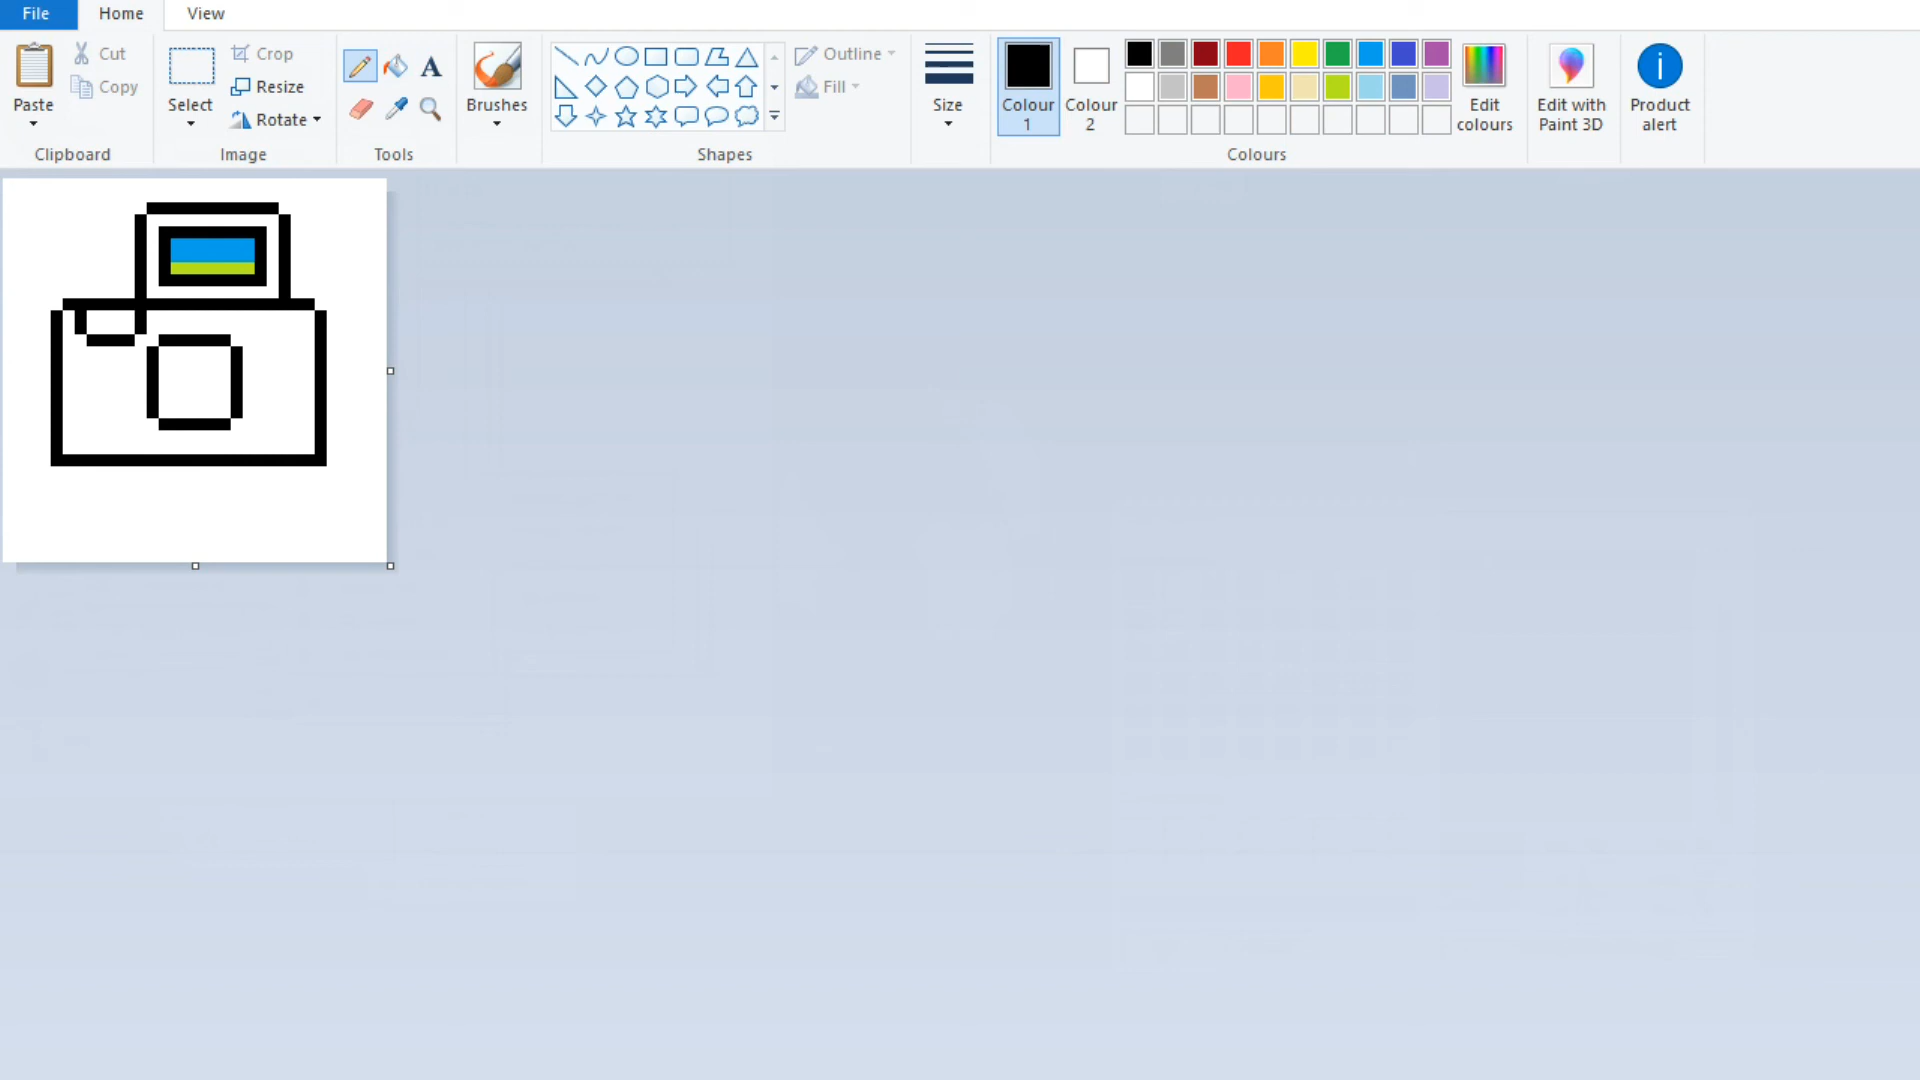 File Home View
Paste
Cut
Copy
Clipboard
Select
Crop
Resize
Rotate
Image
A
Tools
Brushes
Outline
Fill
Shapes
Size
Colour
1
Colour
2
Edit
colours
Colours
Edit with
Paint 3D
Product
alert